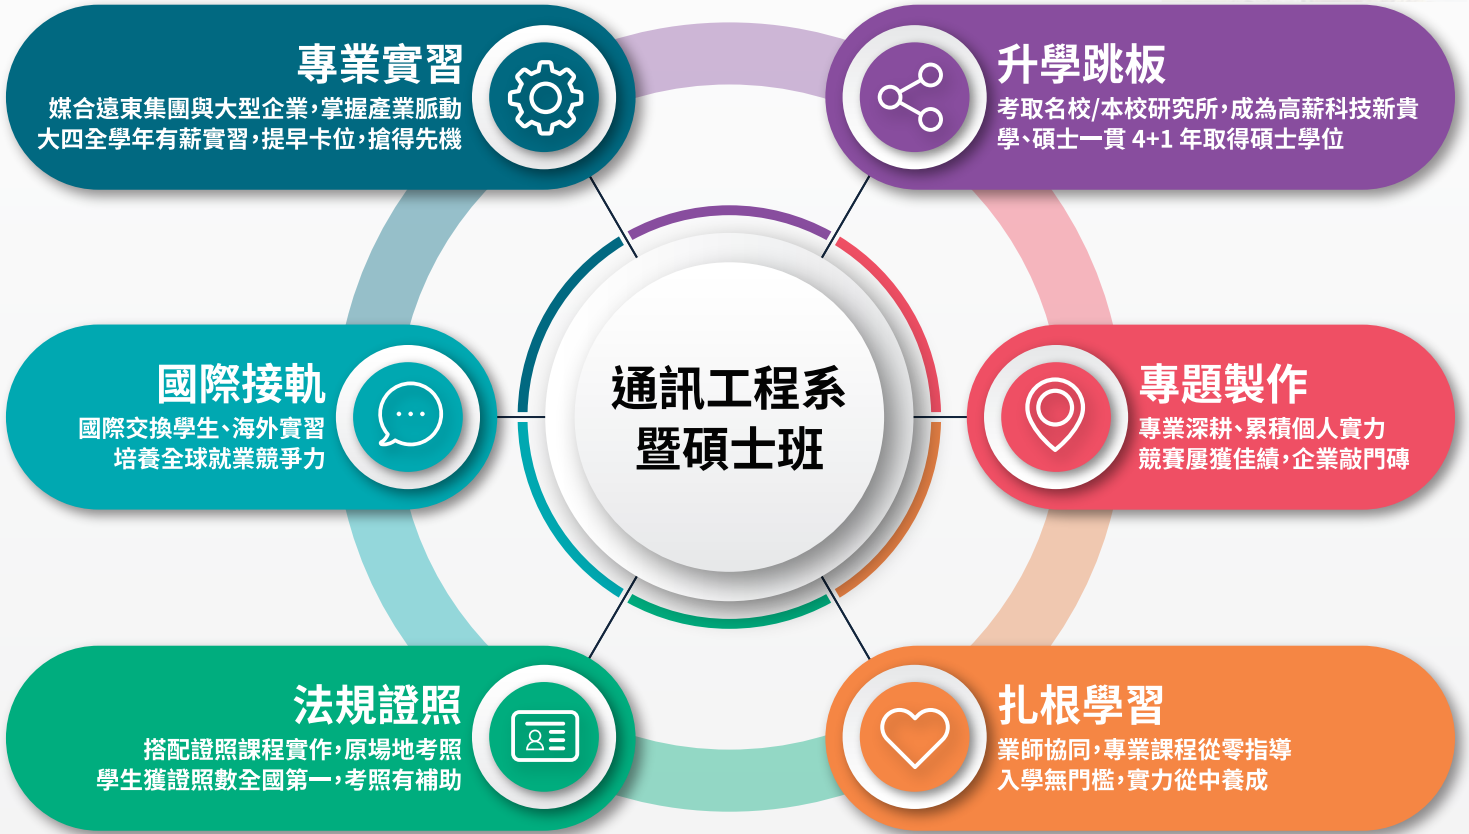 專業實習
媒合遠東集團與大型企業，掌握產業脈動
大四全學年有薪實習，提早卡位，搶得先機
升學跳板
考取名校/本校研究所，成為高薪科技新貴
學、碩士一貫 4+1 年取得碩士學位
國際接軌
國際交換學生、海外實習
培養全球就業競爭力
通訊工程系
暨碩士班
專題製作
專業深耕、累積個人實力
競賽屢獲佳績，企業敲門磚
法規證照
搭配證照課程實作，原場地考照
學生獲證照數全國第一，考照有補助
扎根學習
業師協同，專業課程從零指導
入學無門檻，實力從中養成